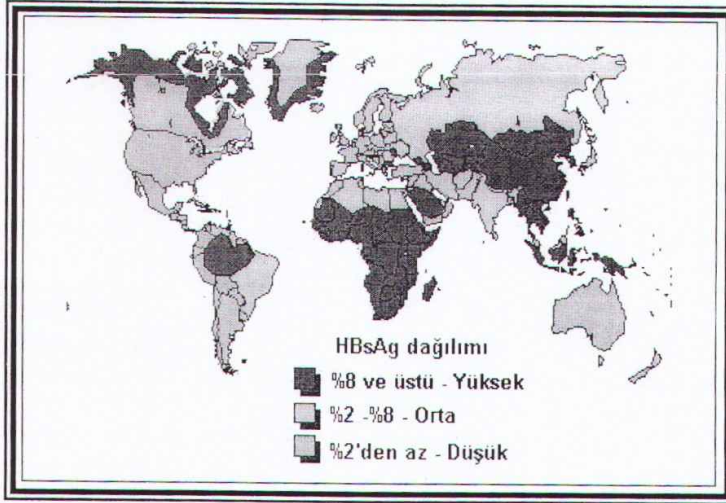 HBsAg dağılımı
%8 ve üstü - Yüksek
%2 -%8 - Orta
%2'den az - Düşük